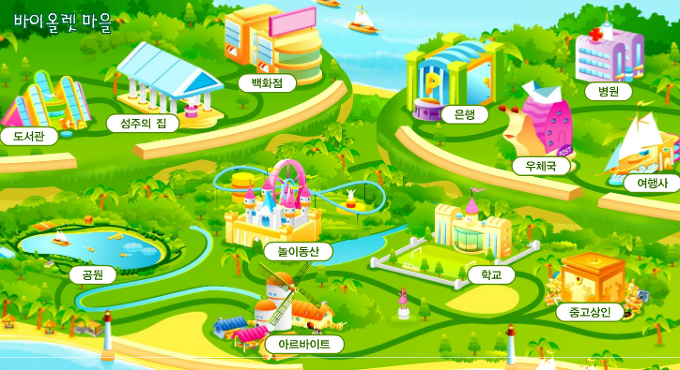 바이올렛 마을
백화점
도서관
성주의 집
은행
병원
우체국
여행사
POST
놀이동산
공원
학교
중고상인
아르바이트